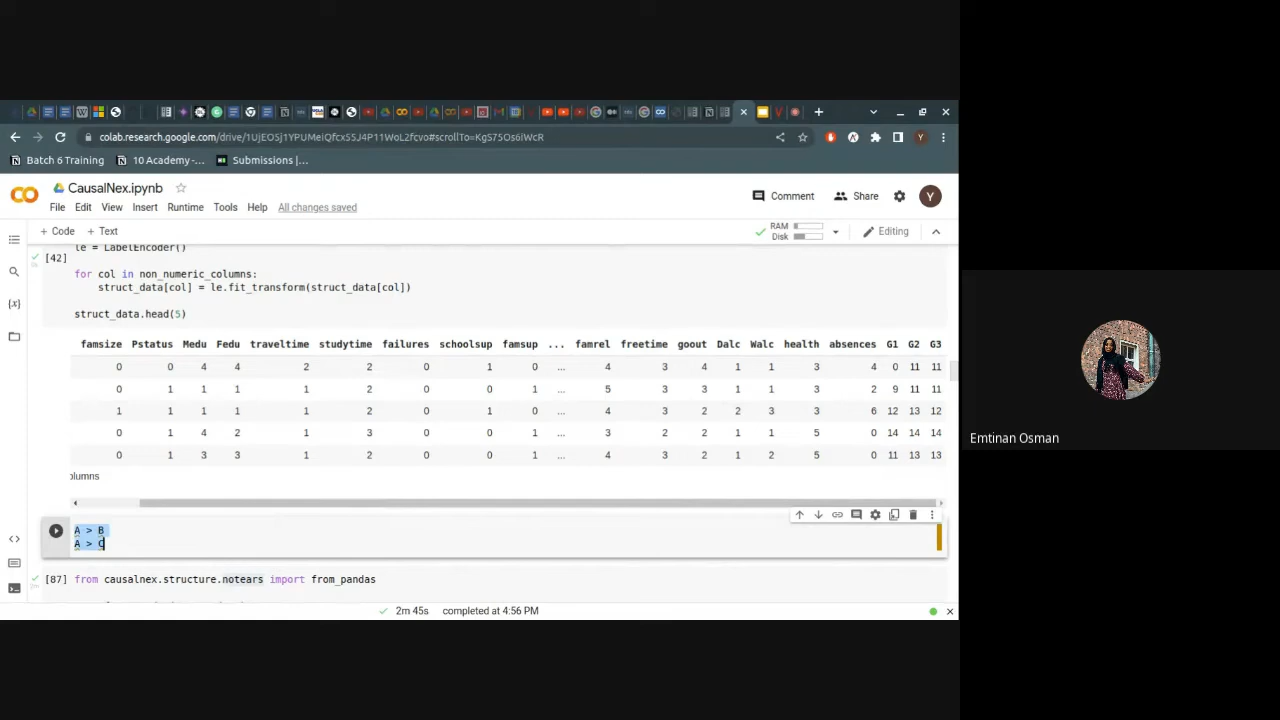 colab.research.google.com/drive/1UjEOSj1YPUMeiQfcxS5J4P11WoL2fcvo#scrollTo=KgS75Os6iWcR
Batch 6 Training
10 Academy -...
Submissions |...
CausalNex.ipynb
Comment
Share
Y
File Edit View Insert Runtime Tools Help All changes saved
+ Code + Text
RAM
Disk
Editing
le = LabelEncoder()
[42]
for col in non_numeric_columns:
struct_data[col] = le.fit_transform(struct_data[col])
struct_data.head(5)
famsize Pstatus Medu Fedu traveltime studytime failures schoolsup famsup ... famrel freetime goout Dalc Walc health absences G1 G2 G3
0 0 4 4 2 2 0 1 0 ... 4 3 4 1 1 3 4 0 11 11
0 1 1 1 1 2 0 0 1 ... 5 3 3 1 1 3 2 9 11 11
1 1 1 1 1 2 0 1 0 ... 4 3 2 2 3 3 6 12 13 12
0 1 4 2 1 3 0 0 1 ... 3 2 2 1 1 5 0 14 14 14
0 1 3 3 1 2 0 0 1 ... 4 3 2 1 2 5 0 11 13 13
olumns
A > B
A > C
[87] from causalnex.structure.notears import from_pandas
2m 45s completed at 4:56 PM
Emtinan Osman